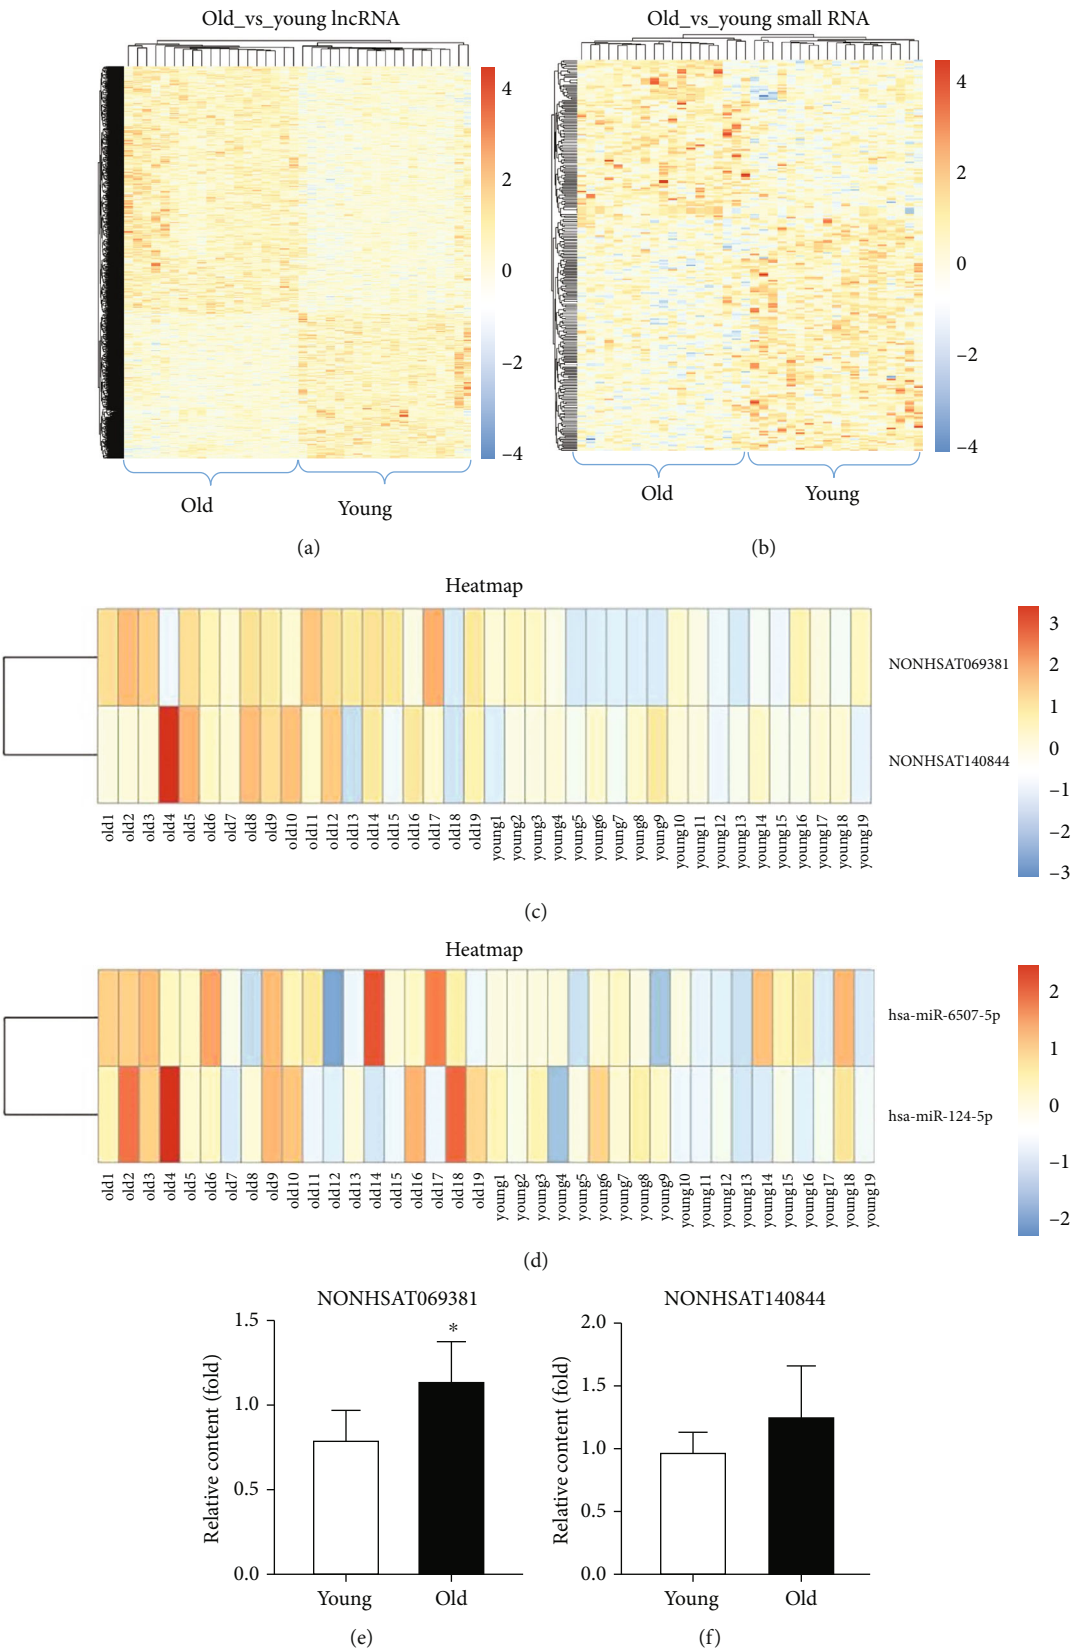 Old_vs_young lncRNA
4
2
0
−2
−4
Old
Young
(a)
Old_vs_young small RNA
4
2
0
−2
−4
Old
Young
(b)
Heatmap
NONHSAT069381
NONHSAT140844
3
2
1
0
−1
−2
−3
old1
old2
old3
old4
old5
old6
old7
old8
old9
old10
old11
old12
old13
old14
old15
old16
old17
old18
old19
young1
young2
young3
young4
young5
young6
young7
young8
young9
young10
young11
young12
young13
young14
young15
young16
young17
young18
young19
(c)
Heatmap
hsa-miR-6507-5p
hsa-miR-124-5p
2
1
0
−1
−2
old1
old2
old3
old4
old5
old6
old7
old8
old9
old10
old11
old12
old13
old14
old15
old16
old17
old18
old19
young1
young2
young3
young4
young5
young6
young7
young8
young9
young10
young11
young12
young13
young14
young15
young16
young17
young18
young19
(d)
NONHSAT069381
Relative content (fold)
1.5
1.0
0.5
0.0
*
Young
Old
(e)
NONHSAT140844
Relative content (fold)
2.0
1.5
1.0
0.5
0.0
Young
Old
(f)